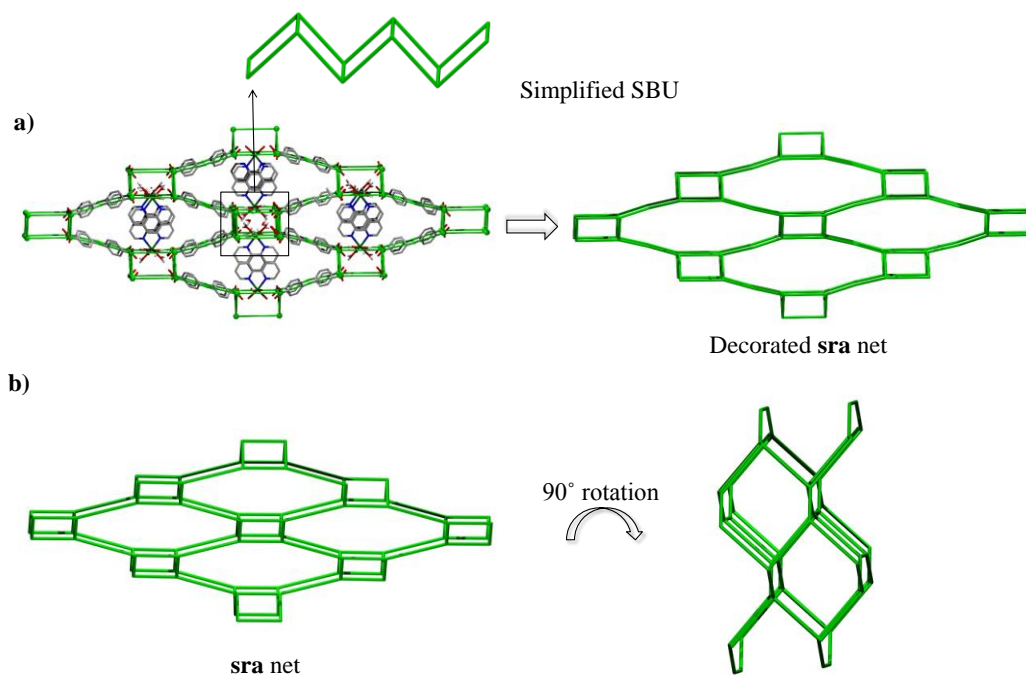 Simplified SBU
a)
Decorated sra net
b)
90° rotation
sra net